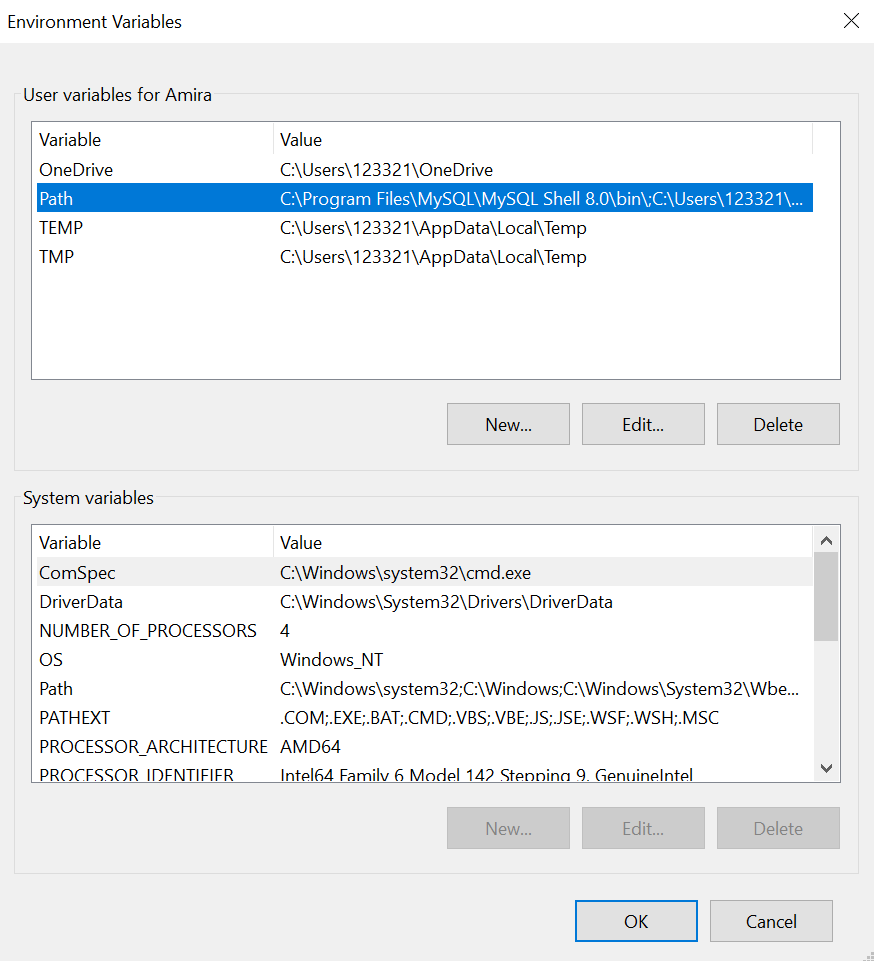 Environment Variables
User variables for Amira
Variable Value
OneDrive C:\Users\123321\OneDrive
Path C:\Program Files\MySQL\MySQL Shell 8.0\bin\;C:\Users\123321\...
TEMP C:\Users\123321\AppData\Local\Temp
TMP C:\Users\123321\AppData\Local\Temp
New... Edit... Delete
System variables
Variable Value
ComSpec C:\Windows\system32\cmd.exe
DriverData C:\Windows\System32\Drivers\DriverData
NUMBER_OF_PROCESSORS 4
OS Windows_NT
Path C:\Windows\system32;C:\Windows;C:\Windows\System32\Wbe...
PATHEXT .COM;.EXE;.BAT;.CMD;.VBS;.VBE;.JS;.JSE;.WSF;.WSH;.MSC
PROCESSOR_ARCHITECTURE AMD64
PROCESSOR_IDENTIFIER Intel64 Family 6 Model 142 Stepping 9, GenuineIntel
New... Edit... Delete
OK Cancel